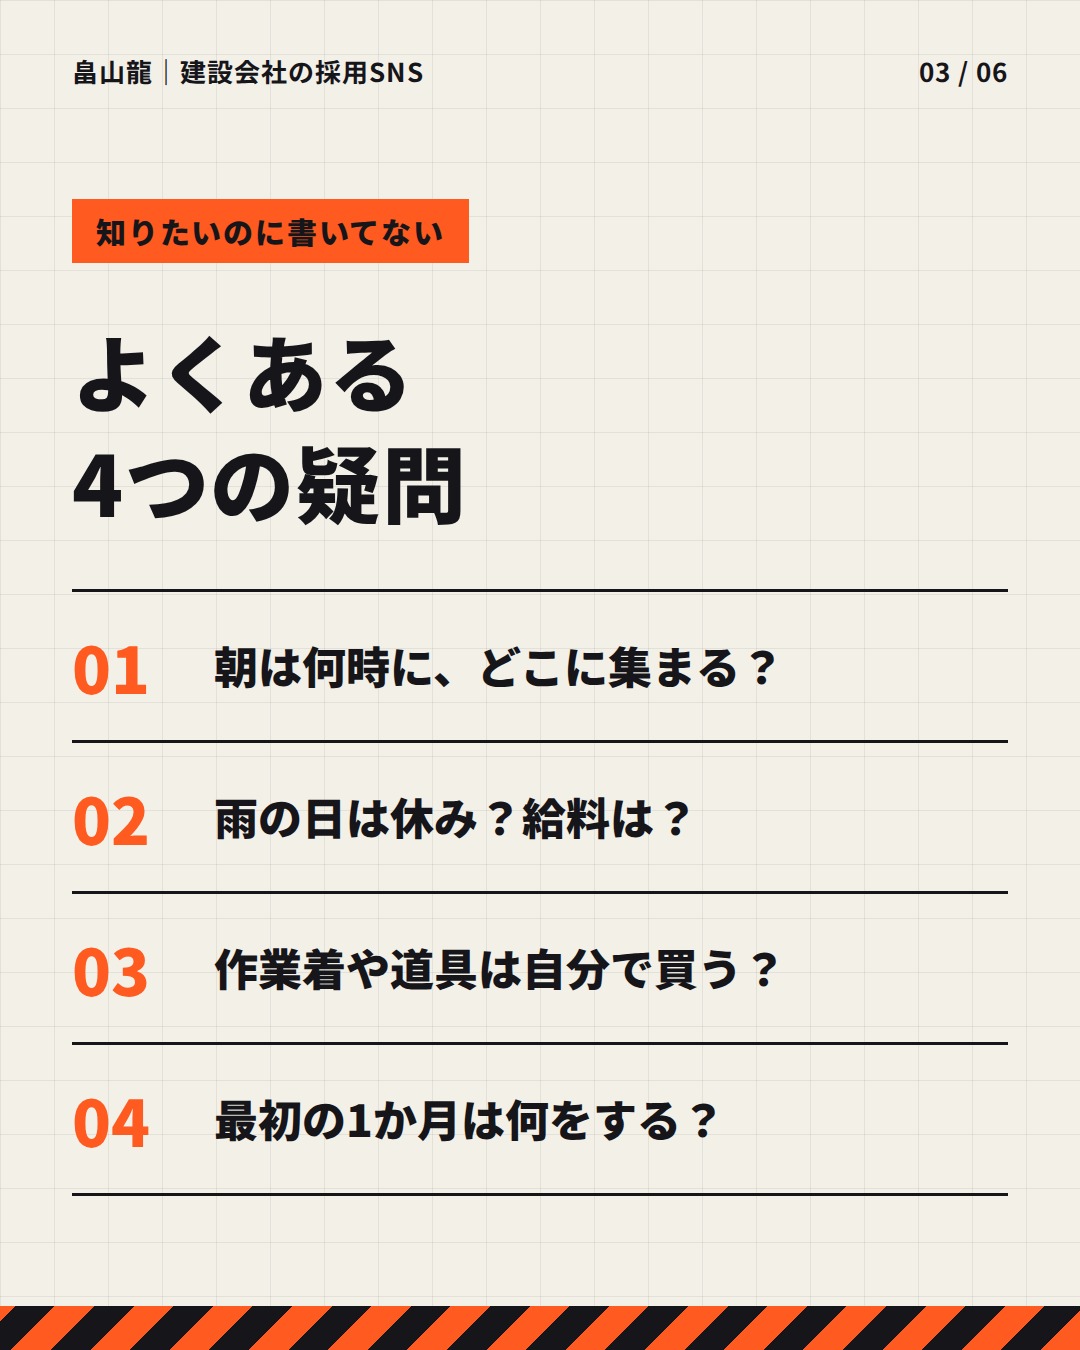 畠山龍｜建設会社の採用SNS
03 / 06
知りたいのに書いてない
よくある
4つの疑問
01 朝は何時に、どこに集まる？
02 雨の日は休み？給料は？
03 作業着や道具は自分で買う？
04 最初の1か月は何をする？